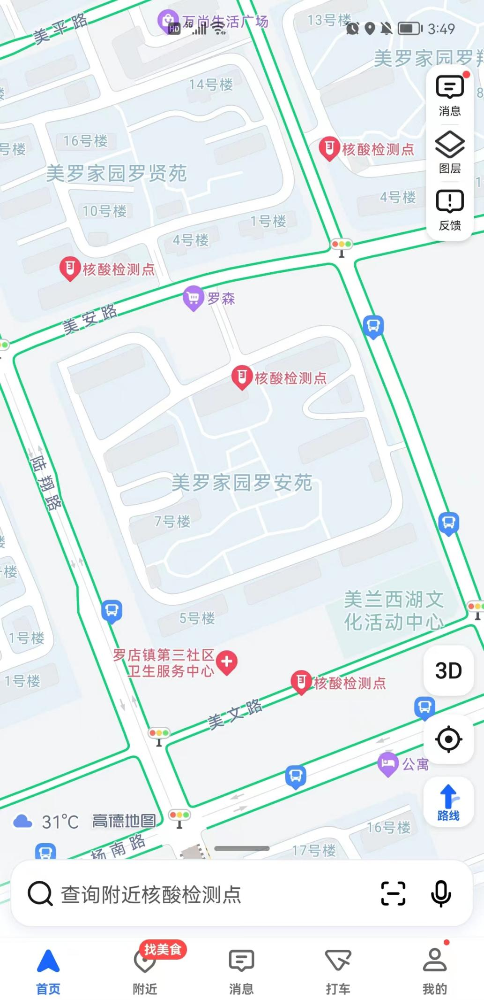 美平路
万尚生活广场
HD
5G
3:49
13号楼
美罗家园罗翔
14号楼
消息
16号楼
号楼
核酸检测点
图层
美罗家园罗贤苑
4号楼
10号楼
1号楼
反馈
4号楼
核酸检测点
罗森
美安路
核酸检测点
陆翔路
美罗家园罗安苑
7号楼
号楼
美兰西湖文
化活动中心
5号楼
1号楼
罗店镇第三社区
卫生服务中心
3D
1号楼
核酸检测点
美文路
公寓
路线
31°C
高德地图
16号楼
杨南路
17号楼
查询附近核酸检测点
找美食
首页
附近
消息
打车
我的